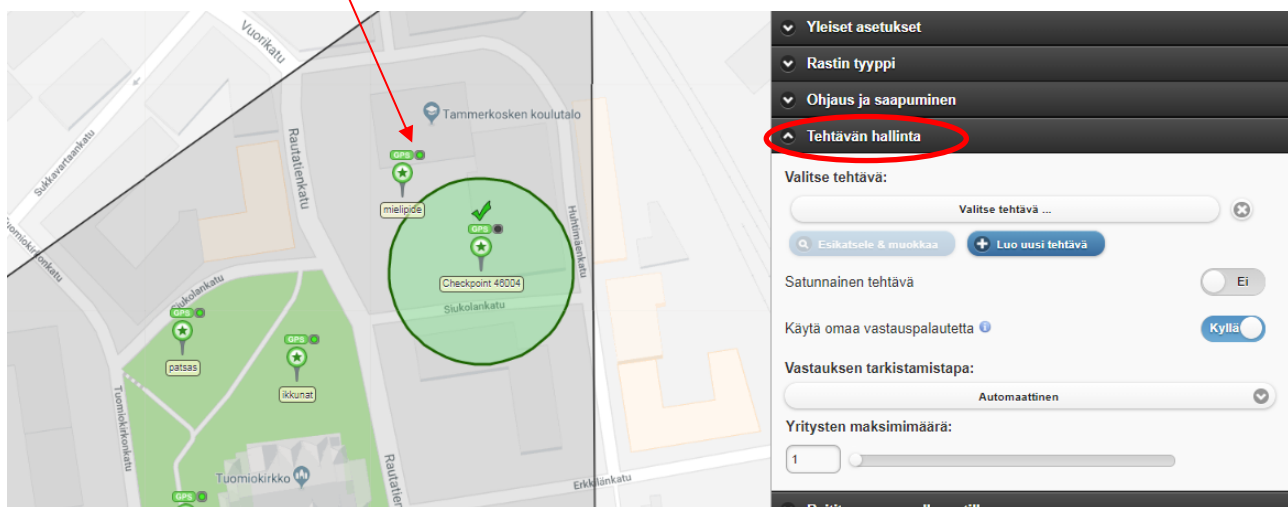 Vuorikatu
Sukkavartaankatu
Tuomiokirkonkatu
Rautatienkatu
Tammerkosken koulutalo
GPS
mielipide
GPS
Checkpoint 46004
Huhtimäenkatu
Siukolankatu
Siukolankatu
GPS
patsas
GPS
ikkunat
Tuomiokirkonkatu
Tuomiokirkko
GPS
Rautatien
Erkkilänkatu
Yleiset asetukset
Rastin tyyppi
Ohjaus ja saapuminen
Tehtävän hallinta
Valitse tehtävä:
Valitse tehtävä ...
Esikatsele & muokkaa
Luo uusi tehtävä
Satunnainen tehtävä
Ei
Käytä omaa vastauspalautetta
Kyllä
Vastauksen tarkistamistapa:
Automaattinen
Yritysten maksimimäärä:
1